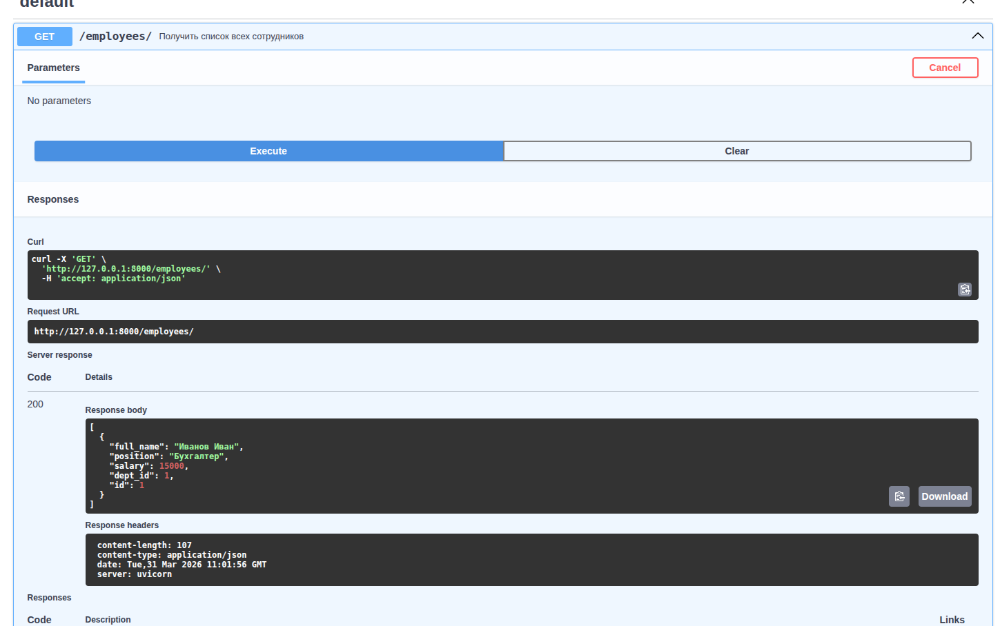 default
GET /employees/ Получить список всех сотрудников
Parameters Cancel
No parameters
Execute Clear
Responses
Curl
curl -X 'GET' \
'http://127.0.0.1:8000/employees/' \
-H 'accept: application/json'
Request URL
http://127.0.0.1:8000/employees/
Server response
Code Details
200
Response body
[
{
"full_name": "Иванов Иван",
"position": "Бухгалтер",
"salary": 15000,
"dept_id": 1,
"id": 1
}
]
Download
Response headers
content-length: 107
content-type: application/json
date: Tue,31 Mar 2026 11:01:56 GMT
server: uvicorn
Responses
Code Description Links